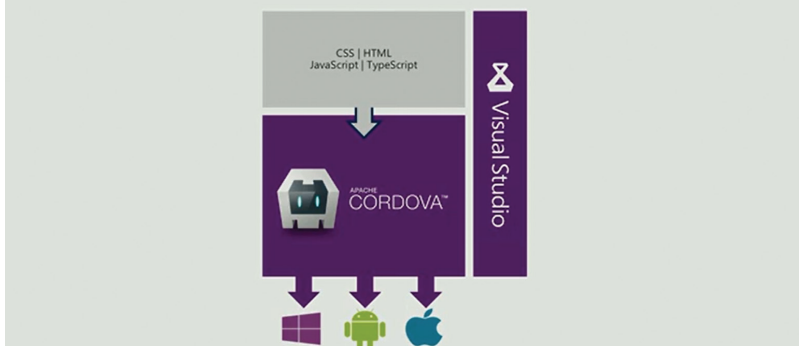 CSS | HTML
JavaScript | TypeScript
APACHE
CORDOVA™
Visual Studio